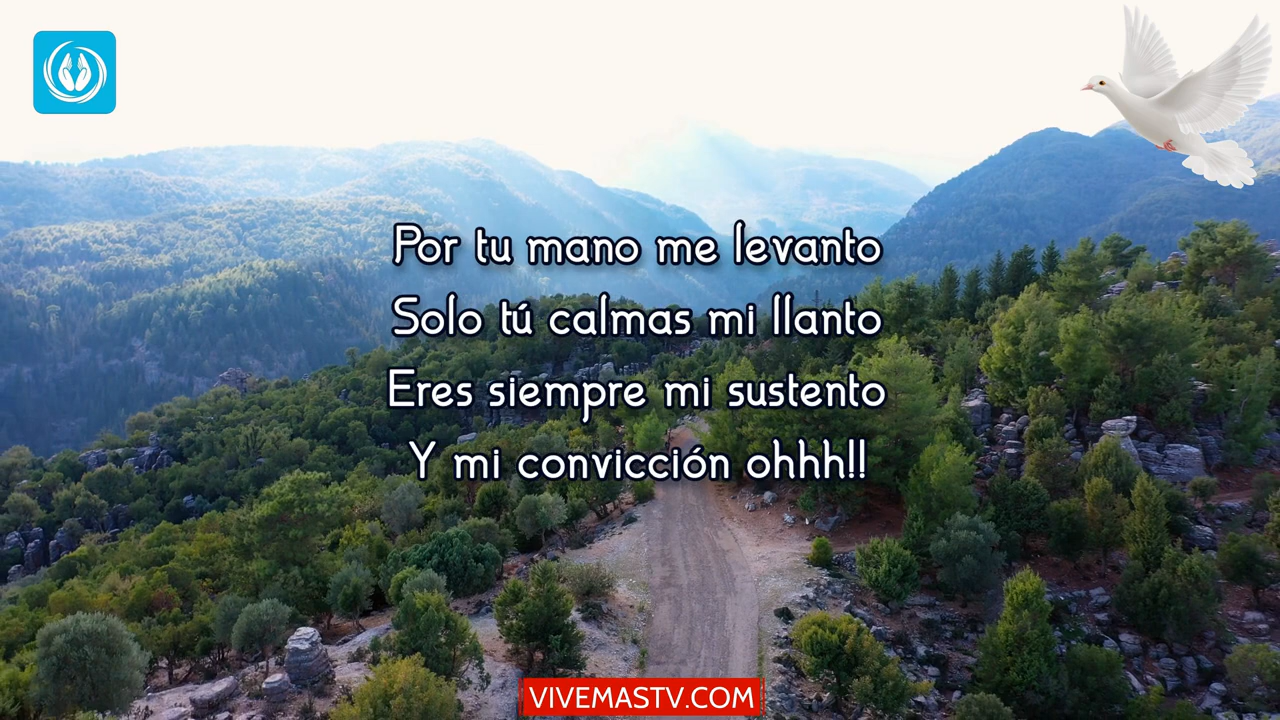 Por tu mano me levanto
Solo tú calmas mi llanto
Eres siempre mi sustento
Y mi convicción ohhh!!
VIVEMASTV.COM